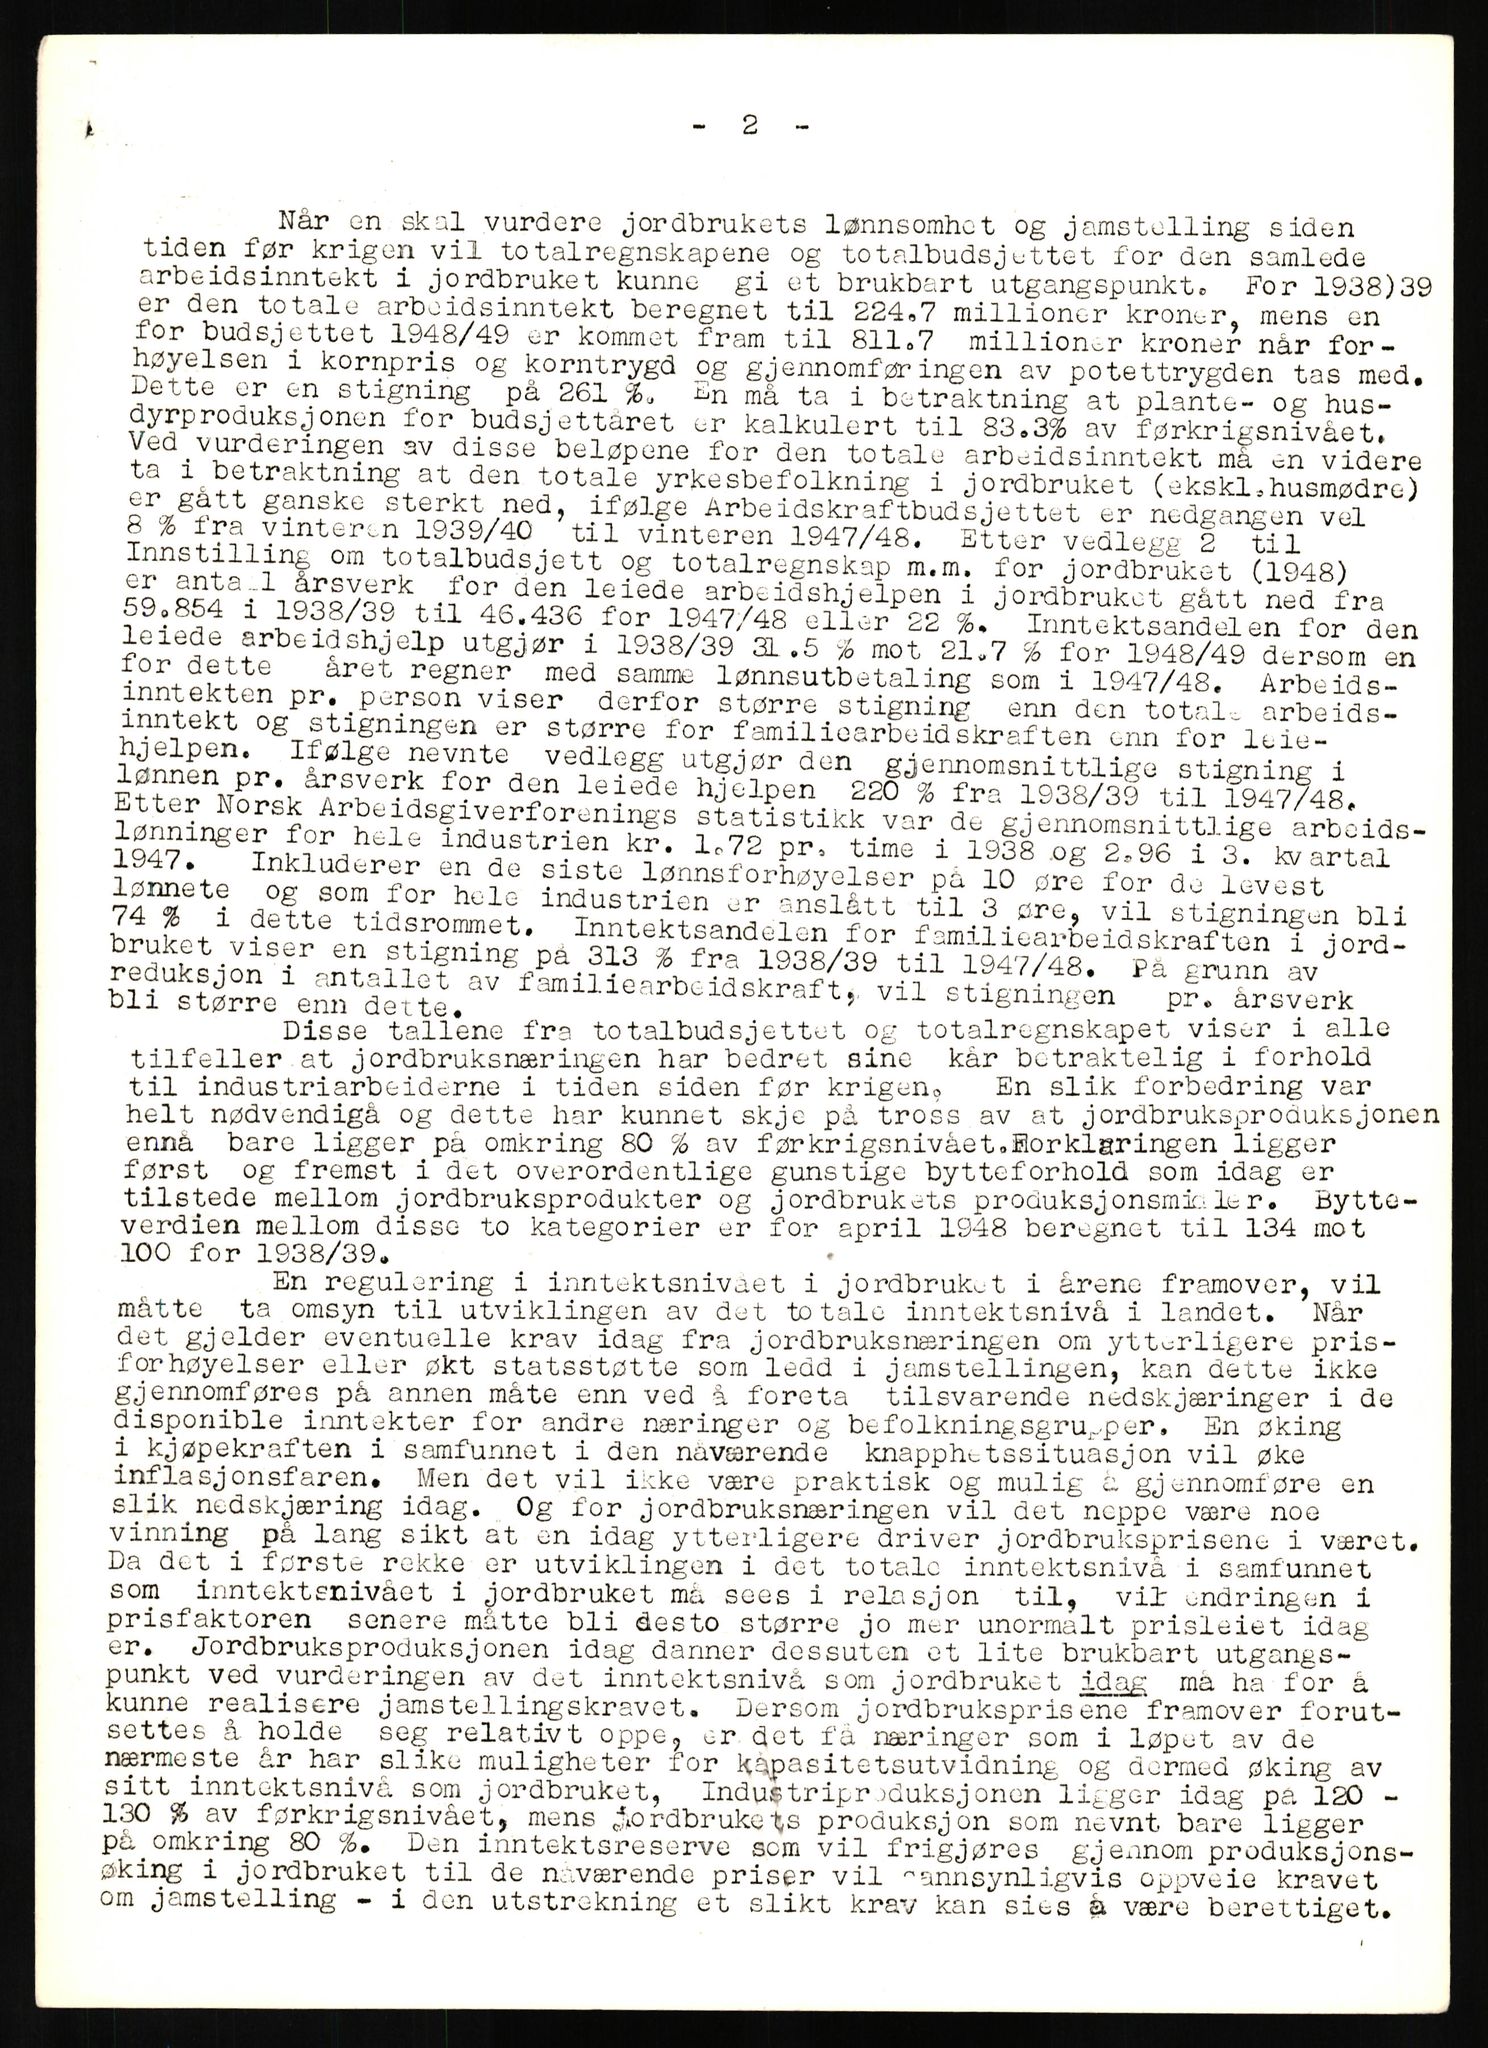 - 2 -
Når en skal vurdere jordbrukets lønnsomhet og jamstelling siden
tiden før krigen vil totalregnskapene og totalbudsjettet for den samlede
arbeidsinntekt i jordbruket kunne gi et brukbart utgangspunkt. For 1938)39
er den totale arbeidsinntekt beregnet til 224.7 millioner kroner, mens en
for budsjettet 1948/49 er kommet fram til 811.7 millioner kroner når for-
høyelsen i kornpris og korntrygd og gjennomføringen av potettrygden tas med.
Dette er en stigning på 261 %. En må ta i betraktning at plante- og hus-
dyrproduksjonen for budsjettåret er kalkulert til 83.3% av førkrigsnivået.
Ved vurderingen av disse beløpene for den totale arbeidsinntekt må en videre
ta i betraktning at den totale yrkesbefolkning i jordbruket (ekskl.husmødre)
er gått ganske sterkt ned, ifølge Arbeidskraftbudsjettet er nedgangen vel
8 % fra vinteren 1939/40 til vinteren 1947/48. Etter vedlegg 2 til
Innstilling om totalbudsjett og totalregnskap m.m. for jordbruket (1948)
er antall årsverk for den leiede arbeidshjelpen i jordbruket gått ned fra
59.854 i 1938/39 til 46.436 for 1947/48 eller 22 %. Inntektsandelen for den
leiede arbeidshjelp utgjør i 1938/39 31.5 % mot 21.7 % for 1948/49 dersom en
for dette året regner med samme lønnsutbetaling som i 1947/48. Arbeids-
inntekten pr. person viser derfor større stigning enn den totale arbeids-
inntekt og stigningen er større for familiearbeidskraften enn for leie-
hjelpen. Ifølge nevnte vedlegg utgjør den gjennomsnittlige stigning i
lønnen pr. årsverk for den leiede hjelpen 220 % fra 1938/39 til 1947/48.
Etter Norsk Arbeidsgiverforenings statistikk var de gjennomsnittlige arbeids-
lønninger for hele industrien kr. 1.72 pr. time i 1938 og 2.96 i 3. kvartal
1947. Inkluderer en de siste lønnsforhøyelser på 10 øre for de lavest
lønnete og som for hele industrien er anslått til 3 øre, vil stigningen bli
74 % i dette tidsrommet. Inntektsandelen for familiearbeidskraften i jord-
bruket viser en stigning på 313 % fra 1938/39 til 1947/48. På grunn av
reduksjon i antallet av familiearbeidskraft, vil stigningen pr. årsverk
bli større enn dette.
Disse tallene fra totalbudsjettet og totalregnskapet viser i alle
tilfeller at jordbruksnæringen har bedret sine kår betraktelig i forhold
til industriarbeiderne i tiden siden før krigen. En slik forbedring var
helt nødvendigå og dette har kunnet skje på tross av at jordbruksproduksjonen
ennå bare ligger på omkring 80 % av førkrigsnivået.Forklaringen ligger
først og fremst i det overordentlige gunstige bytteforhold som idag er
tilstede mellom jordbruksprodukter og jordbrukets produksjonsmidler. Bytte-
verdien mellom disse to kategorier er for april 1948 beregnet til 134 mot
100 for 1938/39.
En regulering i inntektsnivået i jordbruket i årene framover, vil
måtte ta omsyn til utviklingen av det totale inntektsnivå i landet. Når
det gjelder eventuelle krav idag fra jordbruksnæringen om ytterligere pris-
forhøyelser eller økt statsstøtte som ledd i jamstellingen, kan dette ikke
gjennomføres på annen måte enn ved å foreta tilsvarende nedskjæringer i de
disponible inntekter for andre næringer og befolkningsgrupper. En øking
i kjøpekraften i samfunnet i den nåværende knapphetssituasjon vil øke
inflasjonsfaren. Men det vil ikke være praktisk og mulig å gjennomføre en
slik nedskjæring idag. Og for jordbruksnæringen vil det neppe være noe
vinning på lang sikt at en idag ytterligere driver jordbruksprisene i været.
Da det i første rekke er utviklingen i det totale inntektsnivå i samfunnet
som inntektsnivået i jordbruket må sees i relasjon til, vil endringen i
prisfaktoren senere måtte bli desto større jo mer unormalt prisleiet idag
er. Jordbruksproduksjonen idag danner dessuten et lite brukbart utgangs-
punkt ved vurderingen av det inntektsnivå som jordbruket idag må ha for å
kunne realisere jamstellingskravet. Dersom jordbruksprisene framover forut-
settes å holde seg relativt oppe, er det få næringer som i løpet av de
nærmeste år har slike muligheter for kapasitetsutvidning og dermed øking av
sitt inntektsnivå som jordbruket, Industriproduksjonen ligger idag på 120 -
130 % av førkrigsnivået, mens jordbrukets produksjon som nevnt bare ligger
på omkring 80 %. Den inntektsreserve som vil frigjøres gjennom produksjons-
øking i jordbruket til de nåværende priser vil sannsynligvis oppveie kravet
om jamstelling - i den utstrekning et slikt krav kan sies å være berettiget.